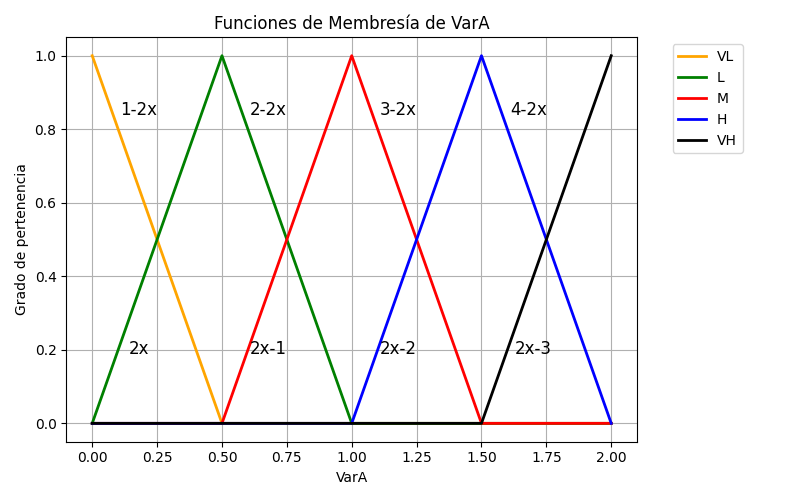 Funciones de Membresía de VarA
1.0
0.8
0.6
0.4
0.2
0.0
Grado de pertenencia
1-2x
2-2x
3-2x
4-2x
2x
2x-1
2x-2
2x-3
0.00
0.25
0.50
0.75
1.00
1.25
1.50
1.75
2.00
VarA
VL
L
M
H
VH